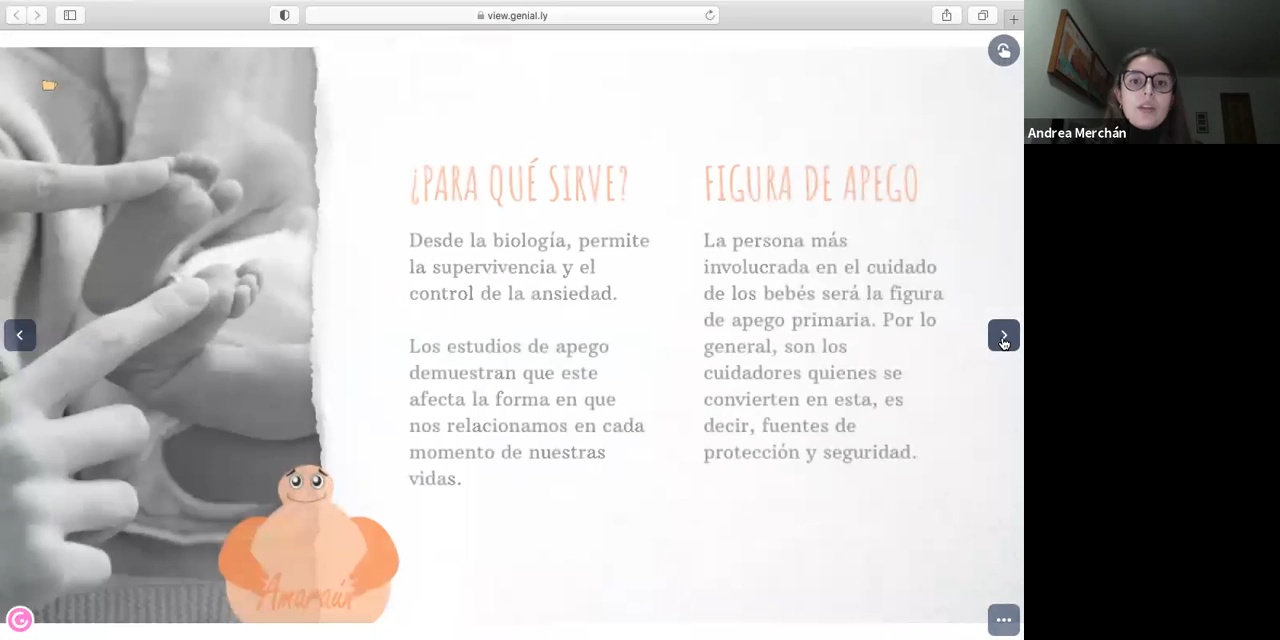 view.genial.ly
Andrea Merchán
¿PARA QUÉ SIRVE?
Desde la biología, permite
la supervivencia y el
control de la ansiedad.
Los estudios de apego
demuestran que este
afecta la forma en que
nos relacionamos en cada
momento de nuestras
vidas.
FIGURA DE APEGO
La persona más
involucrada en el cuidado
de los bebés será la figura
de apego primaria. Por lo
general, son los
cuidadores quienes se
convierten en esta, es
decir, fuentes de
protección y seguridad.
Amaraún